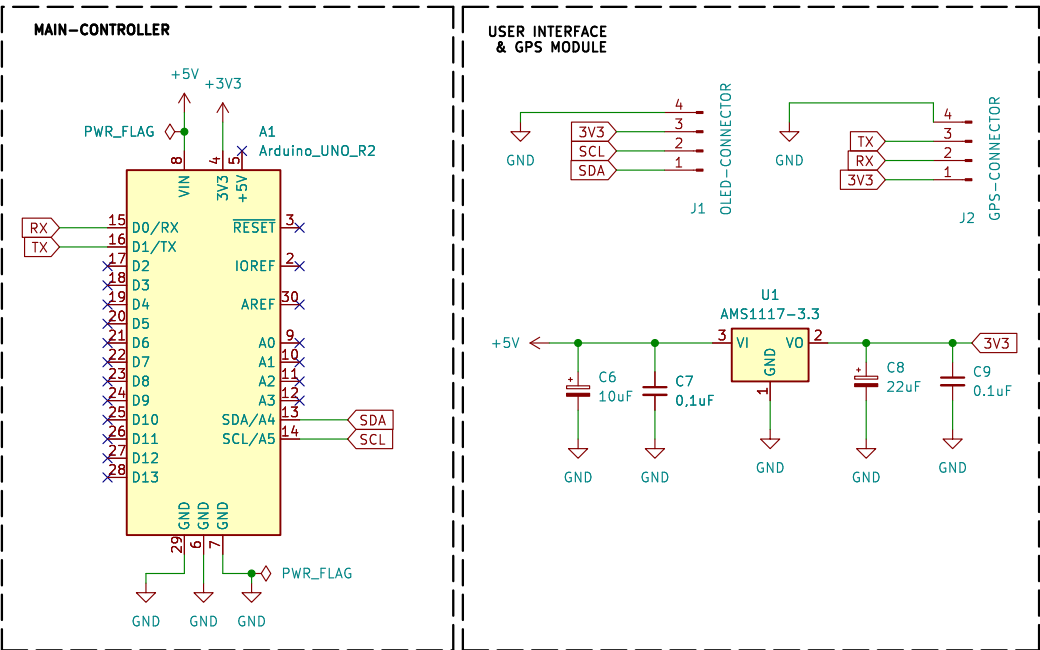 MAIN-CONTROLLER
+5V
+3V3
PWR_FLAG
A1
Arduino_UNO_R2
8
4
5
VIN
3V3
+5V
RX
15
D0/RX
RESET
3
TX
16
D1/TX
17
D2
IOREF
2
18
D3
19
D4
AREF
30
20
D5
21
D6
A0
9
22
D7
A1
10
23
D8
A2
11
24
D9
A3
12
25
D10
SDA/A4
13
SDA
26
D11
SCL/A5
14
SCL
27
D12
28
D13
GND
GND
GND
29
6
7
PWR_FLAG
GND
GND
GND
USER INTERFACE
& GPS MODULE
GND
4
3V3
3
SCL
2
SDA
1
J1
OLED-CONNECTOR
GND
4
TX
3
RX
2
3V3
1
J2
GPS-CONNECTOR
U1
AMS1117-3.3
+5V
3
VI
VO
2
GND
1
3V3
+
C6
10uF
C7
0,1uF
+
C8
22uF
C9
0.1uF
GND
GND
GND
GND
GND